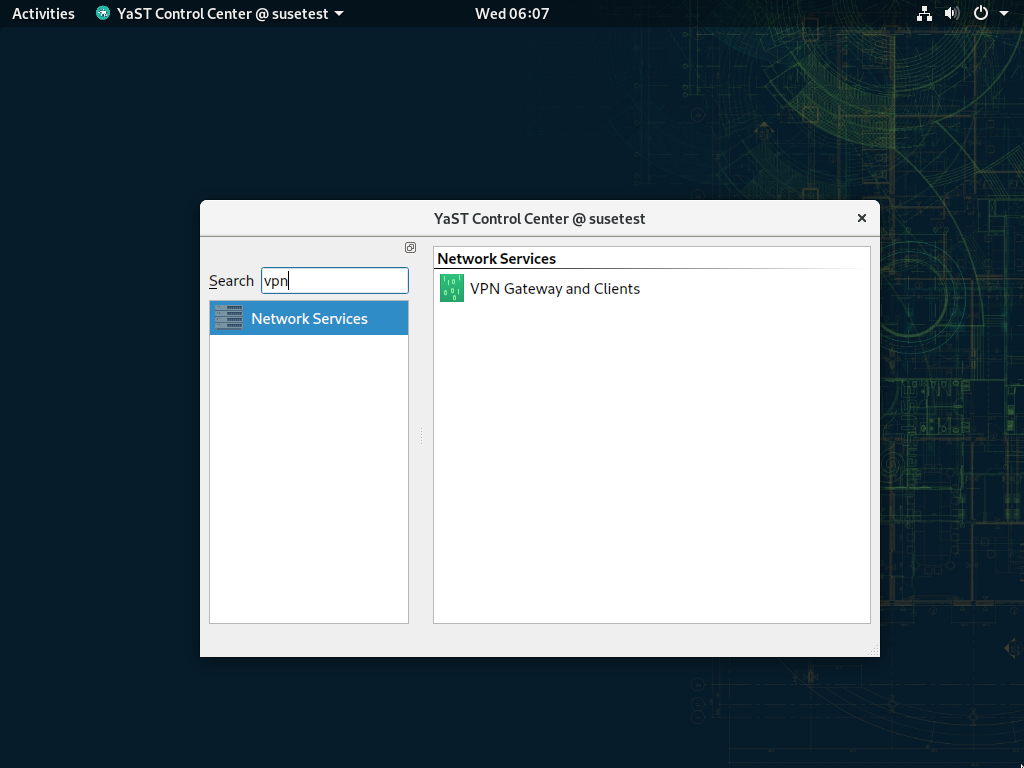 Activities
YaST Control Center @ susetest
Wed 06:07
YaST Control Center @ susetest
Search
vpn
Network Services
Network Services
VPN Gateway and Clients